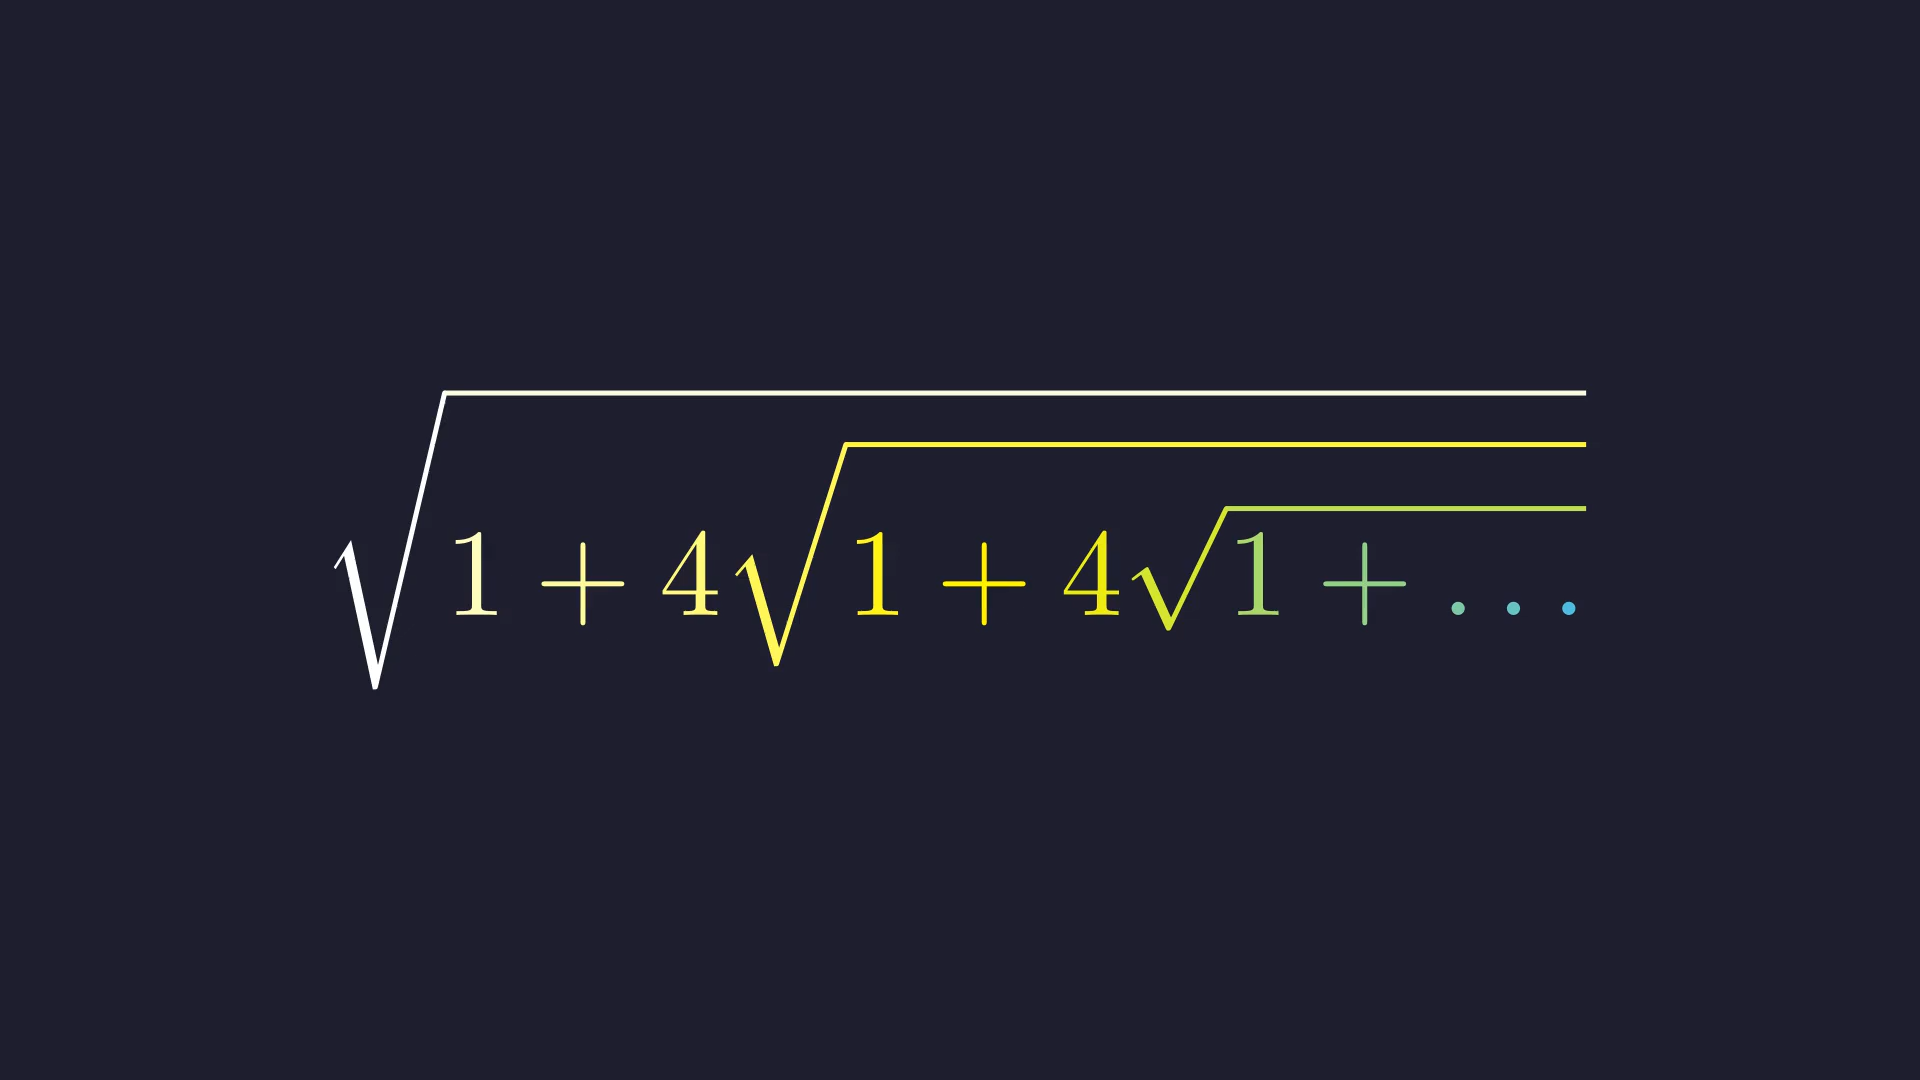 √1 + 4√1 + 4√1 + ...